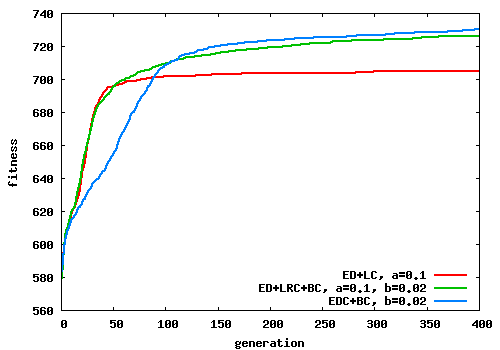 740
720
700
680
660
640
620
600
580
560
fitness
ED+LC, a=0.1
ED+LRC+BC, a=0.1, b=0.02
EDC+BC, b=0.02
0 50 100 150 200 250 300 350 400
generation